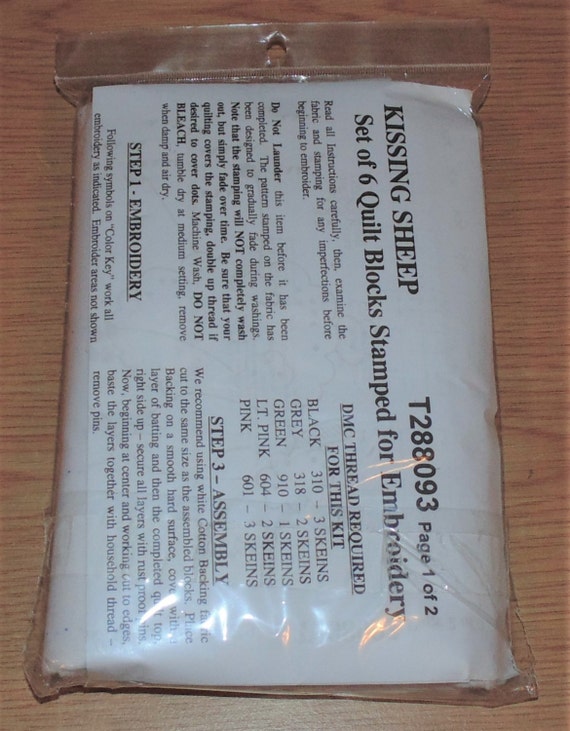 T288093 Page 1 of 2
KISSING SHEEP
Set of 6 Quilt Blocks Stamped for Embroidery
Read all Instructions carefully, then, examine the
fabric and stamping for any imperfections before
beginning to embroider.
Do Not Launder this item before it has been
completed. The pattern stamped on the fabric has
been designed to gradually fade during washings.
Note that the stamping will NOT completely wash
out, but simply fade over time. Be sure that your
quilting covers the stamping, double up thread if
desired to cover dots. Machine Wash, DO NOT
BLEACH, tumble dry at medium setting, remove
when damp and air dry.
STEP 1 - EMBROIDERY
Following symbols on "Color Key" work all
embroidery as indicated. Embroider areas not shown
DMC THREAD REQUIRED
FOR THIS KIT
BLACK 310 – 3 SKEINS
GREY 318 – 2 SKEINS
GREEN 910 – 1 SKEINS
LT. PINK 604 – 2 SKEINS
PINK 601 – 3 SKEINS
STEP 3 – ASSEMBLY
We recommend using white Cotton Backing Fabric
cut to the same size as the assembled blocks. Place
Backing on a smooth hard surface, cover with a
layer of batting and then the completed quilt top,
right side up – secure all layers with rust proof pins.
Now, beginning at center and working out to edges,
baste the layers together with household thread –
remove pins.